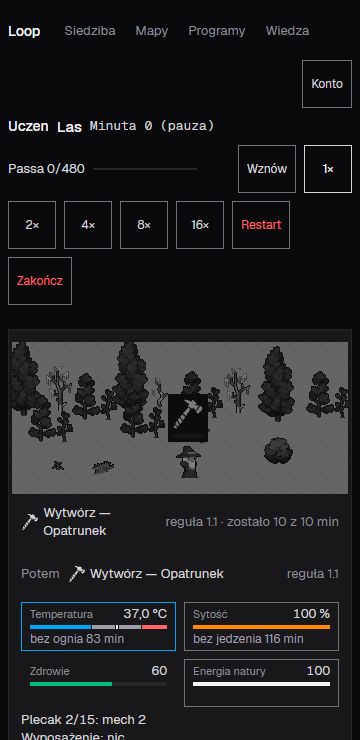 Loop Siedziba Mapy Programy Wiedza
Konto
Uczen Las Minuta 0 (pauza)
Passa 0/480 Wznów 1×
2× 4× 8× 16× Restart
Zakończ
Wytwórz —
Opatrunek
reguła 1.1 · zostało 10 z 10 min
Potem Wytwórz — Opatrunek reguła 1.1
Temperatura 37,0 °C
bez ognia 83 min
Sytość 100 %
bez jedzenia 116 min
Zdrowie 60
Energia natury 100
Plecak 2/15: mech 2
Wyposażenie: nic